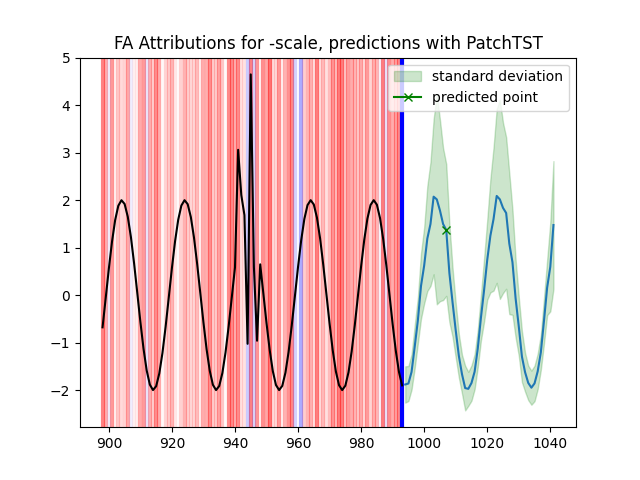 FA Attributions for -scale, predictions with PatchTST
standard deviation
predicted point
5
4
3
2
1
0
−1
−2
900 920 940 960 980 1000 1020 1040